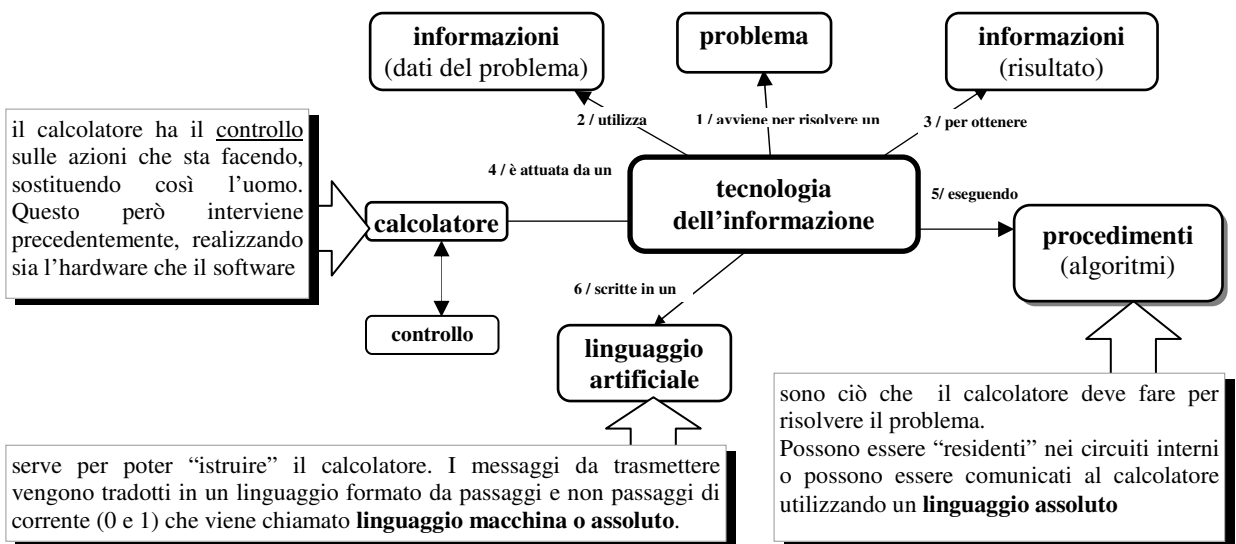 informazioni
(dati del problema)
problema
informazioni
(risultato)
2 / utilizza
1 / avviene per risolvere un
3 / per ottenere
il calcolatore ha il controllo
sulle azioni che sta facendo,
sostituendo così l’uomo.
Questo però interviene
precedentemente, realizzando
sia l’hardware che il software
4 / è attuata da un
tecnologia
dell’informazione
5/ eseguendo
calcolatore
procedimenti
(algoritmi)
6 / scritte in un
controllo
linguaggio
artificiale
sono ciò che il calcolatore deve fare per
risolvere il problema.
Possono essere “residenti” nei circuiti interni
o possono essere comunicati al calcolatore
utilizzando un linguaggio assoluto
serve per poter “istruire” il calcolatore. I messaggi da trasmettere
vengono tradotti in un linguaggio formato da passaggi e non passaggi di
corrente (0 e 1) che viene chiamato linguaggio macchina o assoluto.